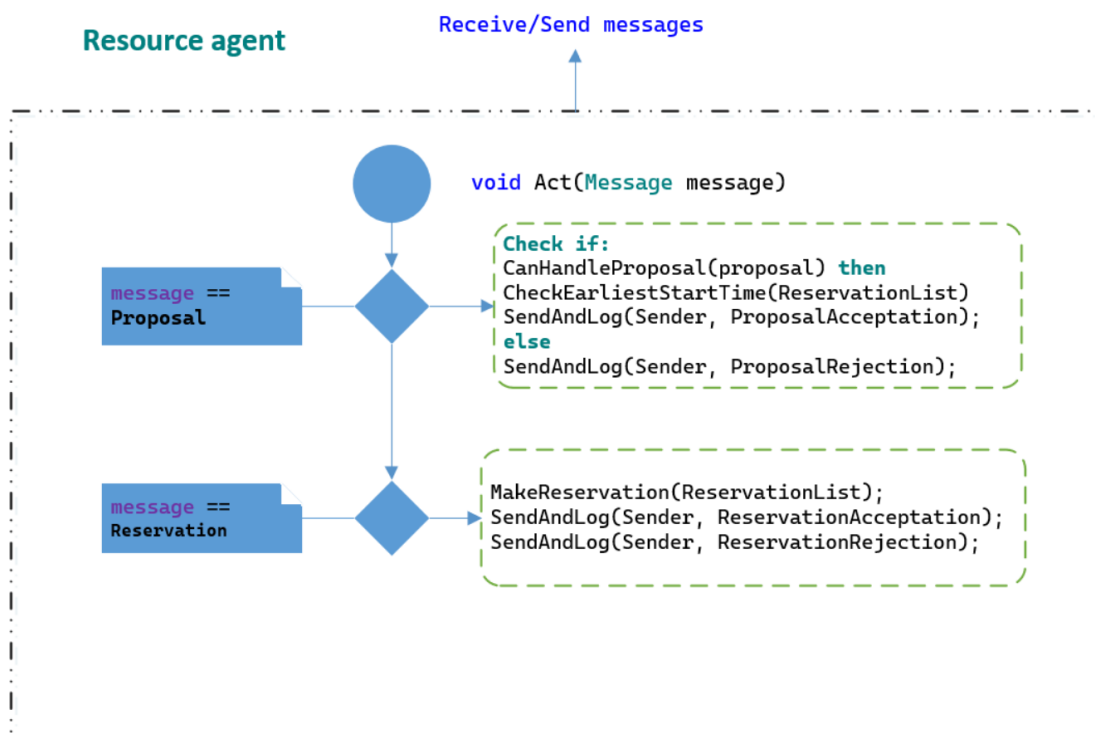 Receive/Send messages
Resource agent
void Act(Message message)
Check if:
CanHandleProposal(proposal) then
CheckEarliestStartTime(ReservationList)
SendAndLog(Sender, ProposalAcceptation);
else
SendAndLog(Sender, ProposalRejection);
message ==
Proposal
MakeReservation(ReservationList);
SendAndLog(Sender, ReservationAcceptation);
SendAndLog(Sender, ReservationRejection);
message ==
Reservation